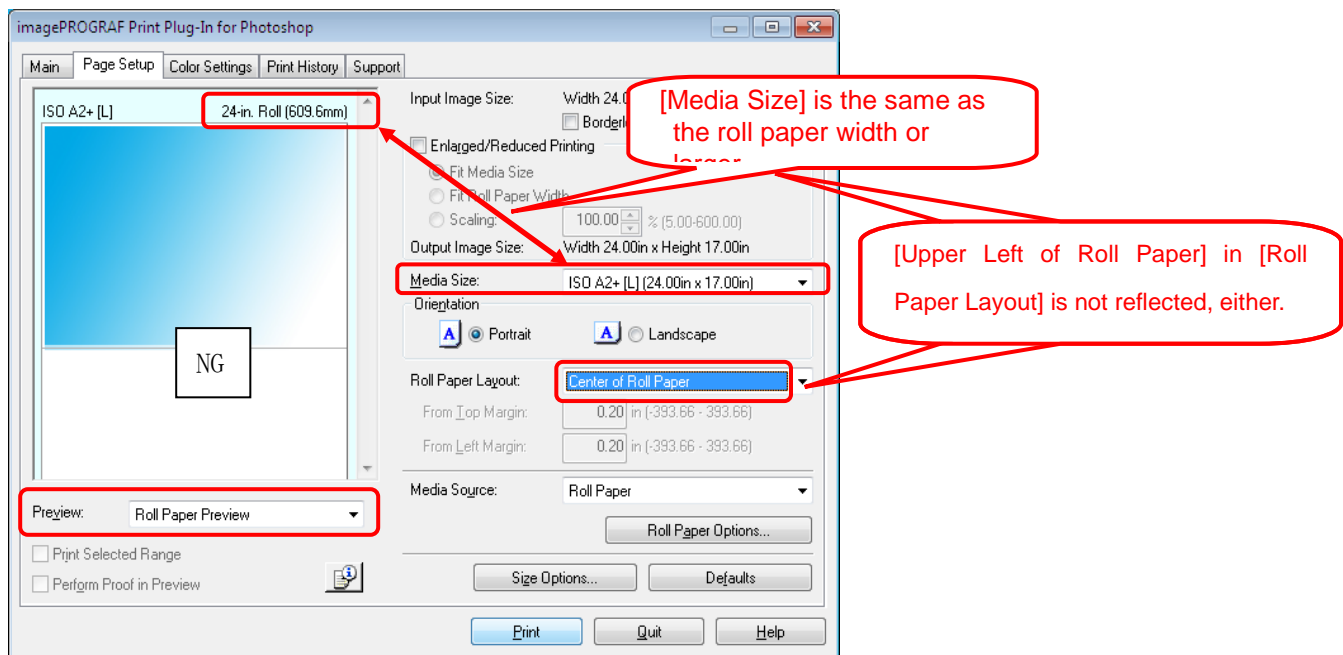 imagePROGRAF Print Plug-In for Photoshop
Main Page Setup Color Settings Print History Support
ISO A2+ [L] 24-in. Roll (609.6mm)
NG
Preview: Roll Paper Preview
Print Selected Range
Perform Proof in Preview
Input Image Size: Width 24.0
Enlarged/Reduced Printing
Fit Media Size
Fit Roll Paper Width
Scaling: 100.00 % (5.00-600.00)
Output Image Size: Width 24.00in x Height 17.00in
Media Size: ISO A2+ [L] (24.00in x 17.00in)
Orientation
A Portrait A Landscape
Roll Paper Layout: Center of Roll Paper
From Top Margin: 0.20 in (-393.66 - 393.66)
From Left Margin: 0.20 in (-393.66 - 393.66)
Media Source: Roll Paper
Roll Paper Options...
Size Options... Defaults
Print Quit Help
[Media Size] is the same as
the roll paper width or
larger
[Upper Left of Roll Paper] in [Roll
Paper Layout] is not reflected, either.